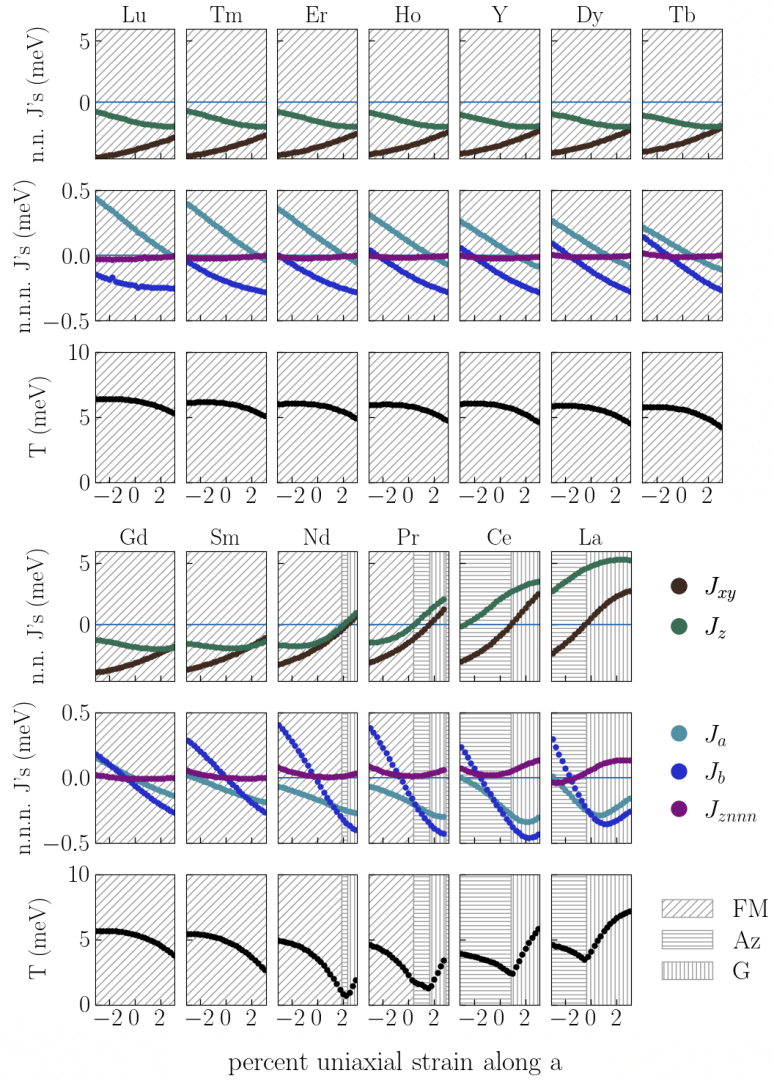 Lu Tm Er Ho Y Dy Tb
n.n. J's (meV)
5
0
n.n.n. J's (meV)
0.5
0.0
−0.5
T (meV)
10
5
0
−2 0 2 −2 0 2 −2 0 2 −2 0 2 −2 0 2 −2 0 2 −2 0 2
Gd Sm Nd Pr Ce La
n.n. J's (meV)
5
0
J_xy
J_z
n.n.n. J's (meV)
0.5
0.0
−0.5
J_a
J_b
J_znnn
T (meV)
10
5
0
FM
Az
G
−2 0 2 −2 0 2 −2 0 2 −2 0 2 −2 0 2 −2 0 2
percent uniaxial strain along a